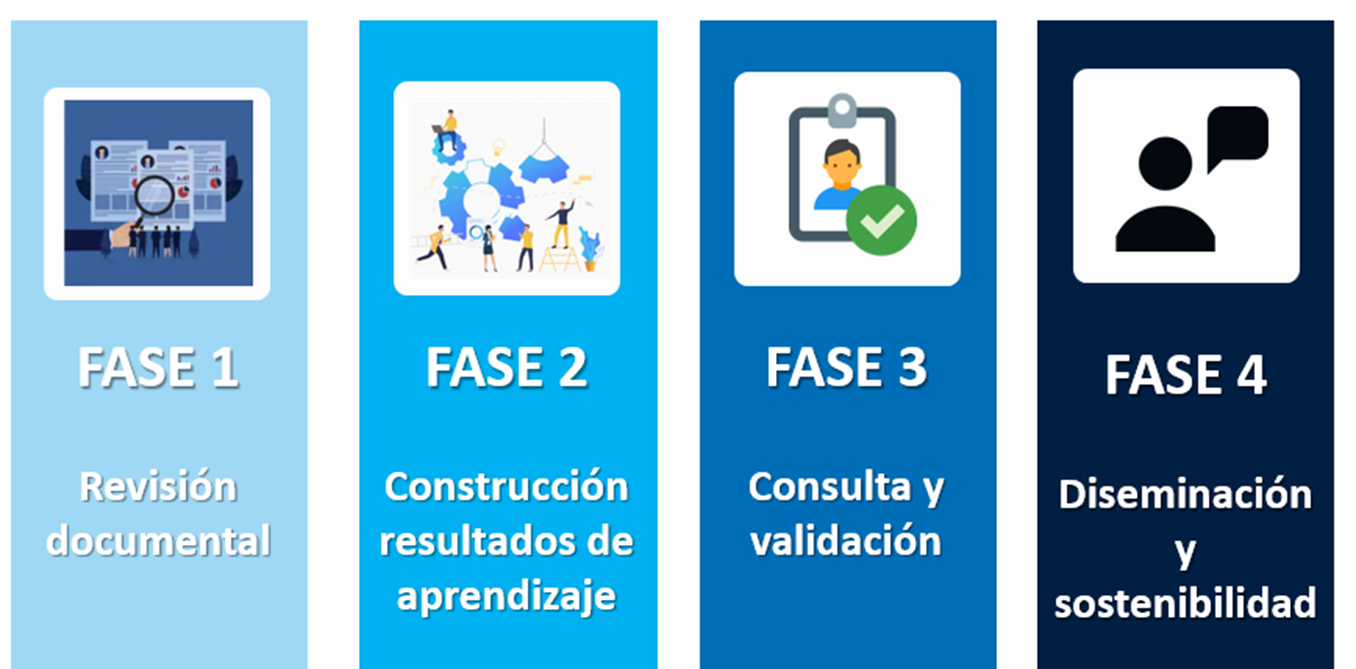 FASE 1
Revisión
documental
FASE 2
Construcción
resultados de
aprendizaje
FASE 3
Consulta y
validación
FASE 4
Diseminación
y
sostenibilidad